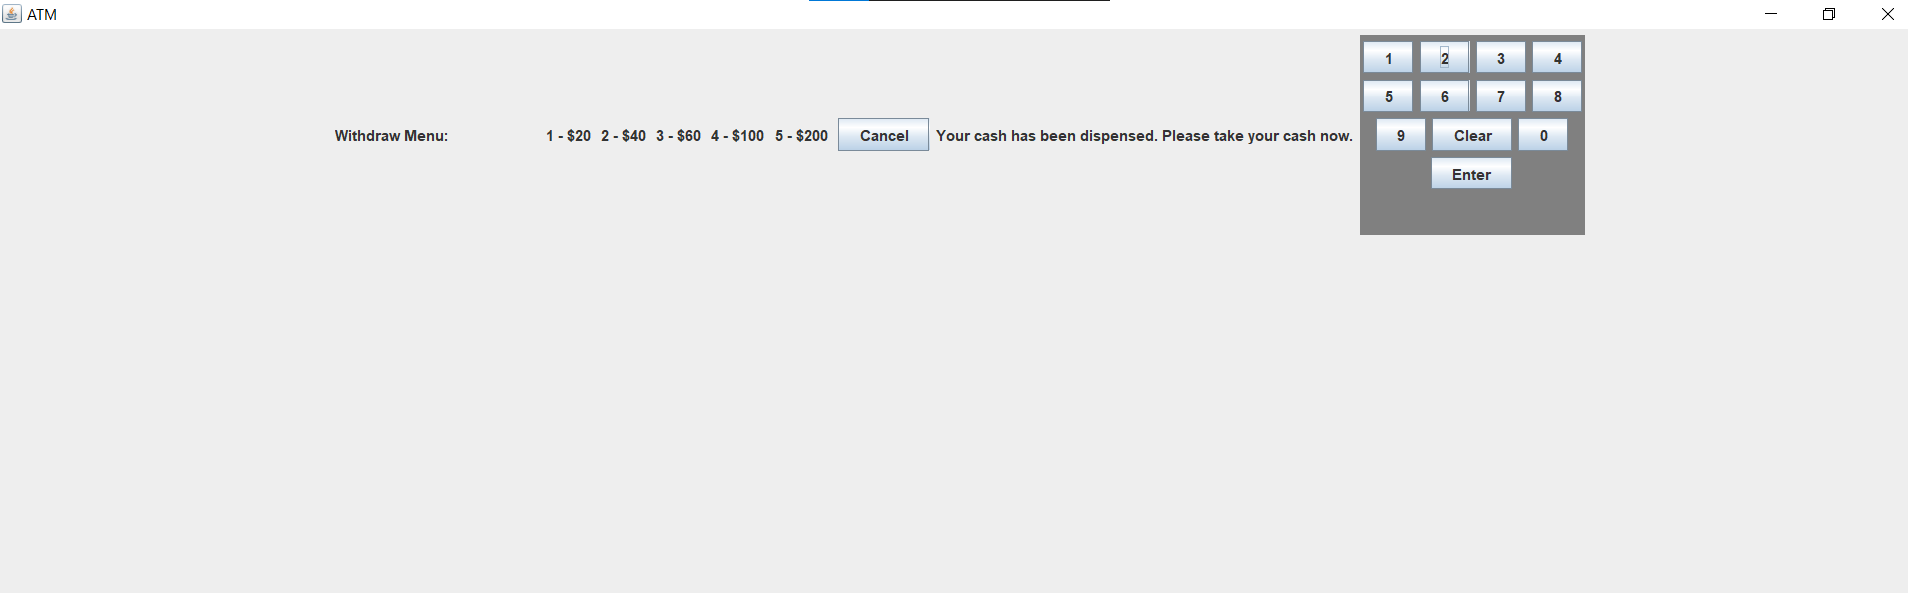 ATM
1 2 3 4
5 6 7 8
Withdraw Menu: 1 - $20 2 - $40 3 - $60 4 - $100 5 - $200 Cancel Your cash has been dispensed. Please take your cash now.
9 Clear 0
Enter